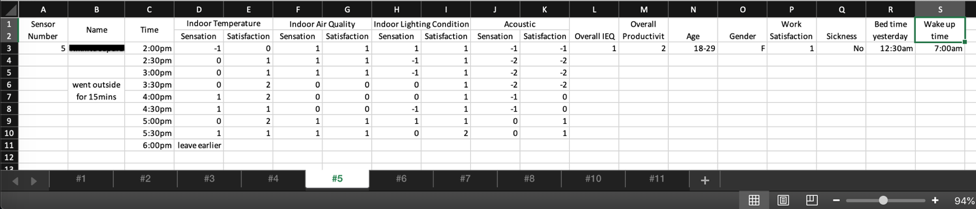 A B C D E F G H I J K L M N O P Q R S
1 Sensor Name Time Indoor Temperature Indoor Air Quality Indoor Lighting Condition Acoustic Overall Work Bed time Wake up
2 Number Sensation Satisfaction Sensation Satisfaction Sensation Satisfaction Sensation Satisfaction Overall IEQ Productivit Age Gender Satisfaction Sickness yesterday time
3 5 2:00pm -1 0 1 1 1 1 -1 -1 1 2 18-29 F 1 No 12:30am 7:00am
4 2:30pm 0 1 1 1 -1 1 -2 -2
5 3:00pm 0 1 1 1 -1 1 -2 -2
6 went outside 3:30pm 0 2 0 0 0 1 -2 -2
7 for 15mins 4:00pm 1 2 0 0 0 1 -1 0
8 4:30pm 1 1 0 0 -1 1 -1 0
9 5:00pm 0 2 1 1 1 1 0 1
10 5:30pm 1 1 1 1 0 2 0 1
11 6:00pm leave earlier
12
#1 #2 #3 #4 #5 #6 #7 #8 #10 #11 +
− + 94%